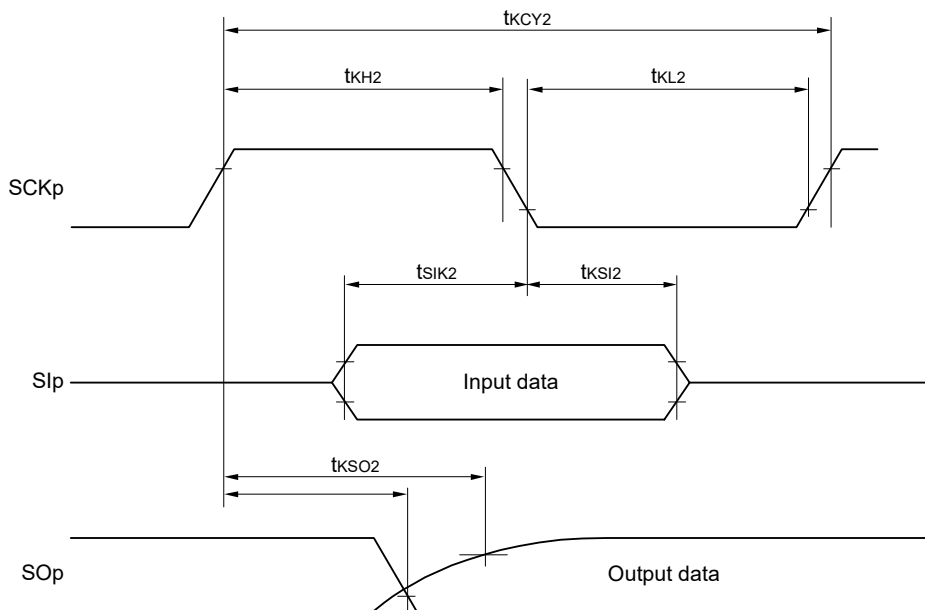 tKCY2
tKH2
tKL2
SCKp
tSIK2
tKSI2
SIp
Input data
tKSO2
SOp
Output data